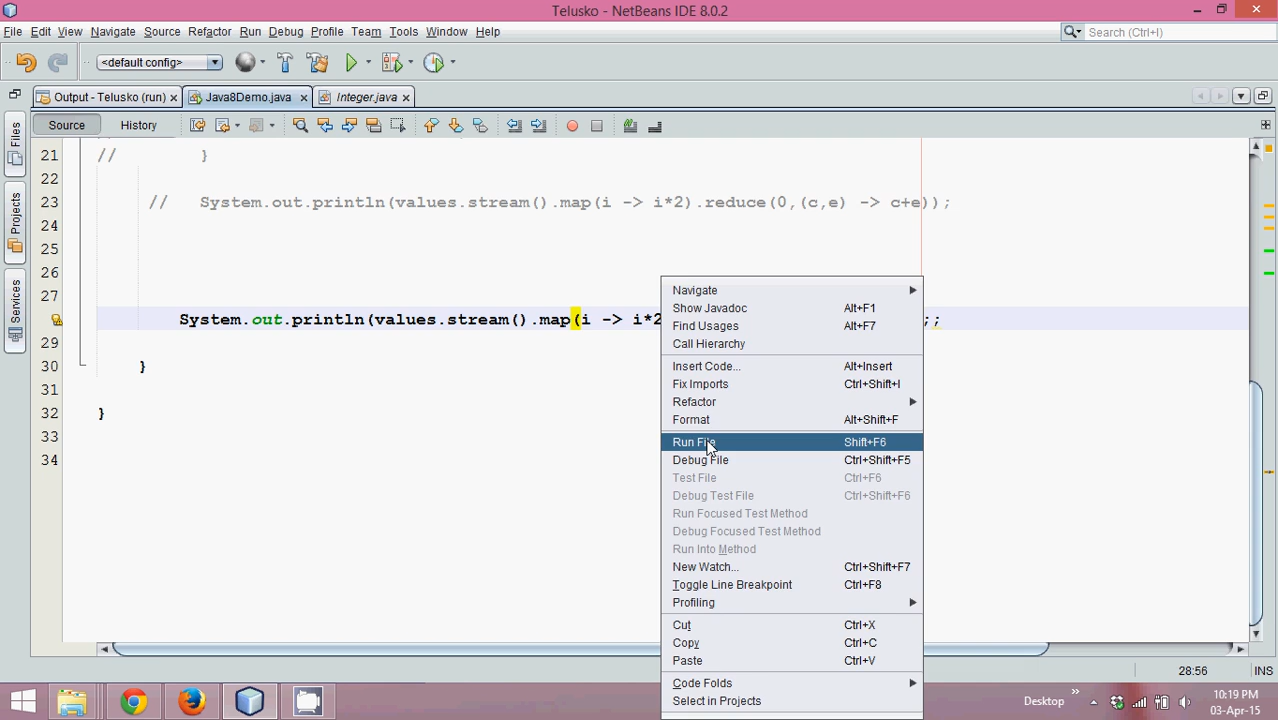 Telusko - NetBeans IDE 8.0.2
File Edit View Navigate Source Refactor Run Debug Profile Team Tools Window Help
Search (Ctrl+I)
<default config>
Output - Telusko (run) Java8Demo.java Integer.java
Source History
Files
Projects
Services
21 // }
22
23 // System.out.println(values.stream().map(i -> i*2).reduce(0,(c,e) -> c+e));
24
25
26
27
System.out.println(values.stream().map(i -> i*2 ;;
29
30 }
31
32 }
33
34
Navigate
Show Javadoc Alt+F1
Find Usages Alt+F7
Call Hierarchy
Insert Code... Alt+Insert
Fix Imports Ctrl+Shift+I
Refactor
Format Alt+Shift+F
Run File Shift+F6
Debug File Ctrl+Shift+F5
Test File Ctrl+F6
Debug Test File Ctrl+Shift+F6
Run Focused Test Method
Debug Focused Test Method
Run Into Method
New Watch... Ctrl+Shift+F7
Toggle Line Breakpoint Ctrl+F8
Profiling
Cut Ctrl+X
Copy Ctrl+C
Paste Ctrl+V
Code Folds
Select in Projects
28:56 INS
Desktop
10:19 PM
03-Apr-15